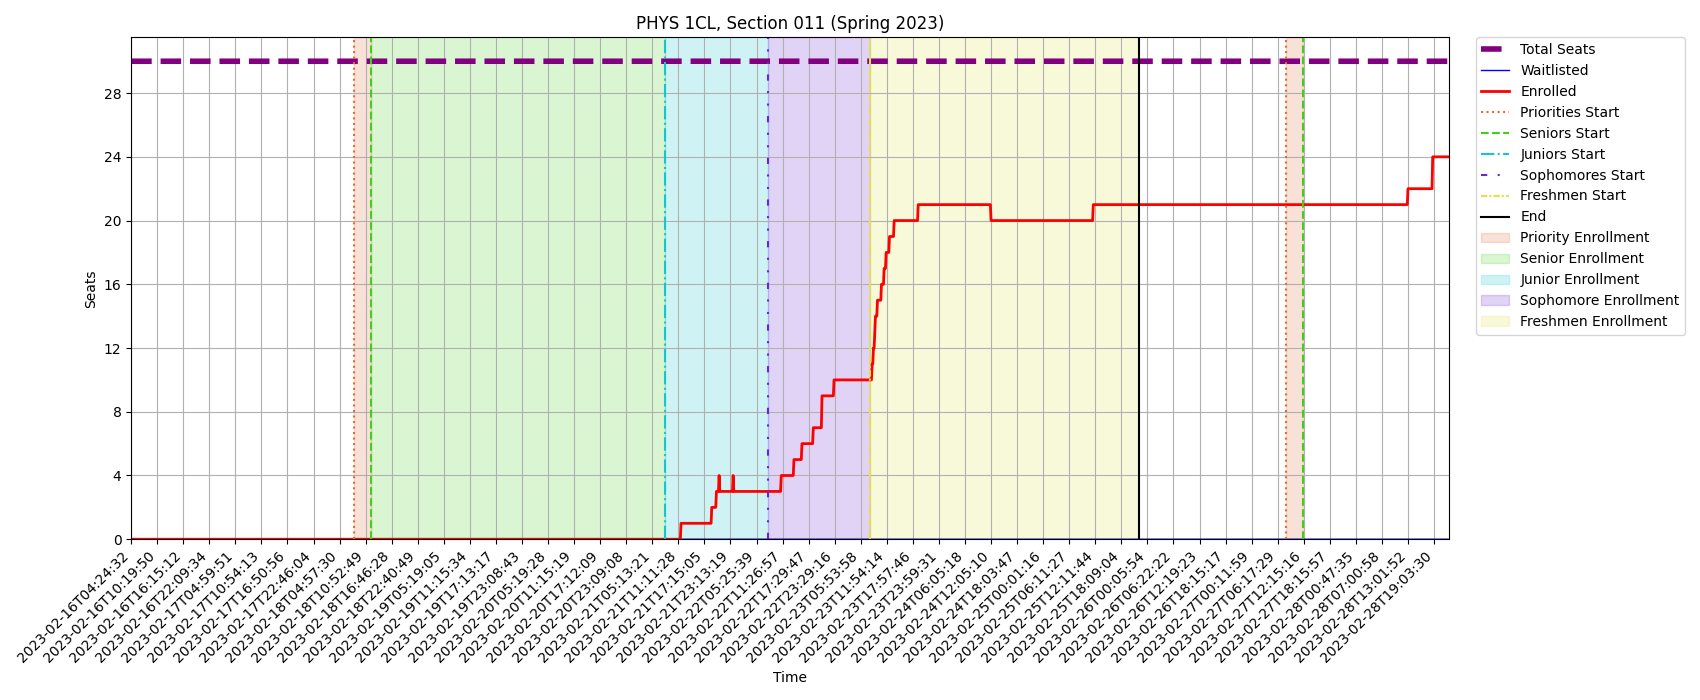 PHYS 1CL, Section 011 (Spring 2023)
Total Seats
Waitlisted
Enrolled
Priorities Start
Seniors Start
Juniors Start
Sophomores Start
Freshmen Start
End
Priority Enrollment
Senior Enrollment
Junior Enrollment
Sophomore Enrollment
Freshmen Enrollment
Seats
28
24
20
16
12
8
4
0
2023-02-16T04:24:32
2023-02-16T10:19:50
2023-02-16T16:15:12
2023-02-16T22:09:34
2023-02-17T04:59:51
2023-02-17T10:54:13
2023-02-17T16:50:56
2023-02-17T22:46:04
2023-02-18T04:57:30
2023-02-18T10:52:49
2023-02-18T16:46:28
2023-02-18T22:40:49
2023-02-19T05:19:05
2023-02-19T11:15:34
2023-02-19T17:13:17
2023-02-19T23:08:43
2023-02-20T05:19:28
2023-02-20T11:15:19
2023-02-20T17:12:09
2023-02-20T23:09:08
2023-02-21T05:13:21
2023-02-21T11:11:28
2023-02-21T17:15:05
2023-02-21T23:13:19
2023-02-22T05:25:39
2023-02-22T11:26:57
2023-02-22T17:29:47
2023-02-22T23:29:16
2023-02-23T05:53:58
2023-02-23T11:54:14
2023-02-23T17:57:46
2023-02-23T23:59:31
2023-02-24T06:05:18
2023-02-24T12:05:10
2023-02-24T18:03:47
2023-02-25T00:01:16
2023-02-25T06:11:27
2023-02-25T12:11:44
2023-02-25T18:09:04
2023-02-26T00:05:54
2023-02-26T06:22:22
2023-02-26T12:19:23
2023-02-26T18:15:17
2023-02-27T00:11:59
2023-02-27T06:17:29
2023-02-27T12:15:16
2023-02-27T18:15:57
2023-02-28T00:47:35
2023-02-28T07:00:58
2023-02-28T13:01:52
2023-02-28T19:03:30
Time